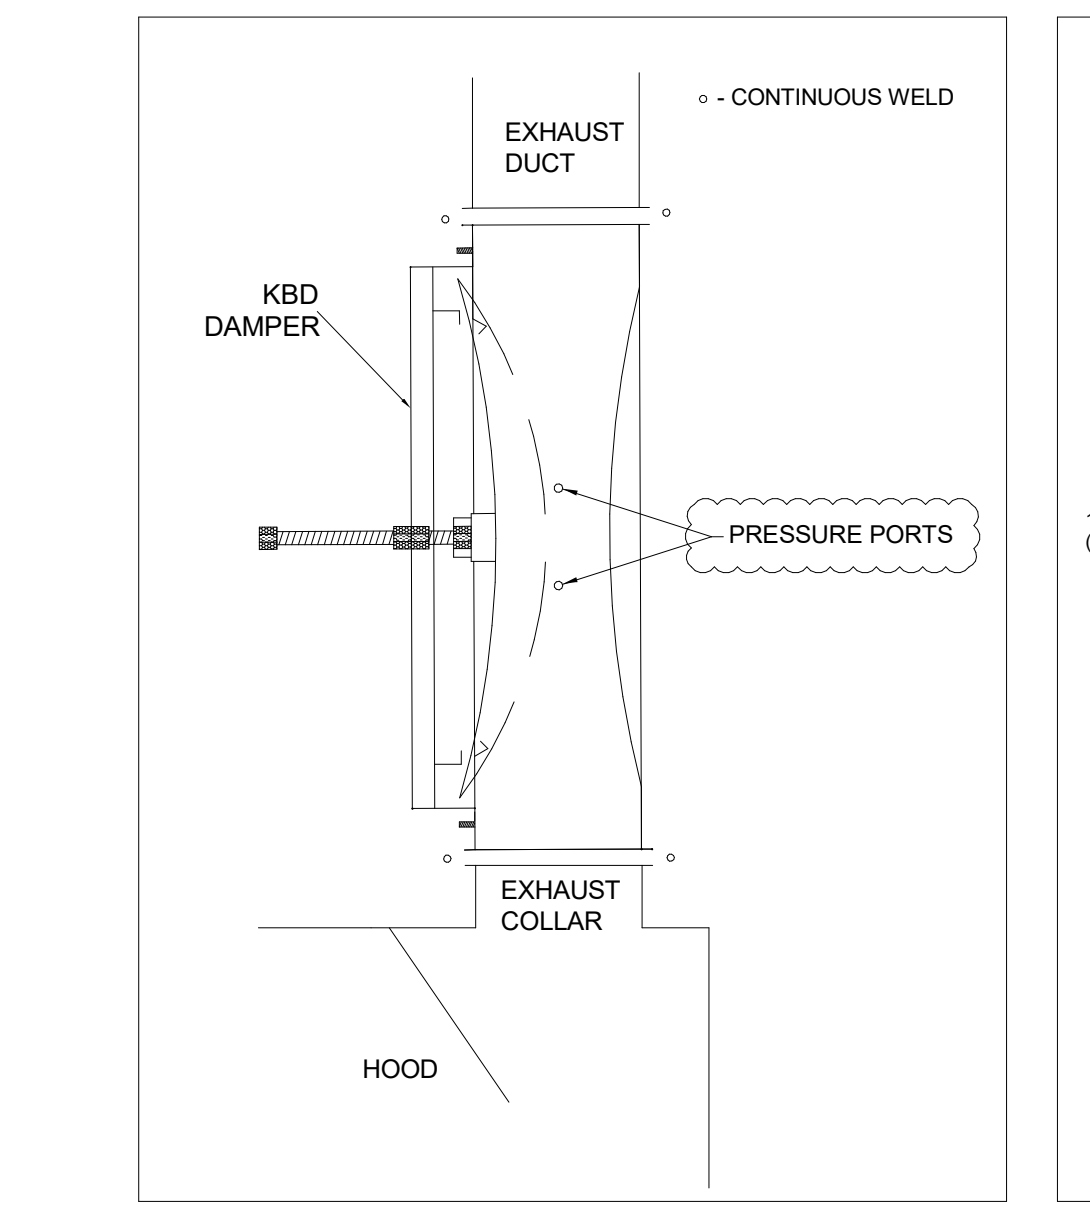 ○ - CONTINUOUS WELD
EXHAUST
DUCT
KBD
DAMPER
PRESSURE PORTS
EXHAUST
COLLAR
HOOD